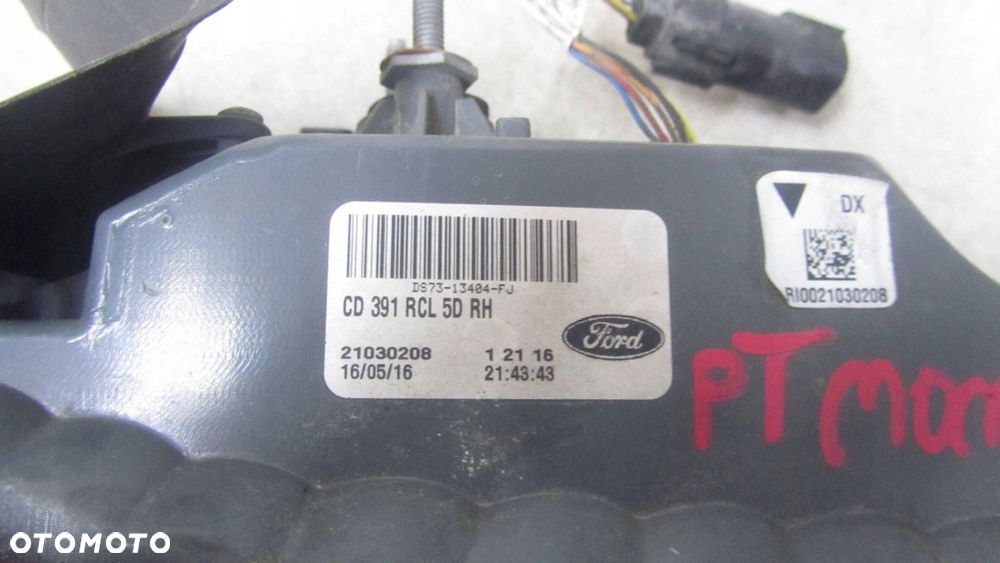 DS73-13404-FJ
CD 391 RCL 5D RH
Ford
21030208 1 21 16
16/05/16 21:43:43
DX
RI0021030208
PT MON
OTOMOTO